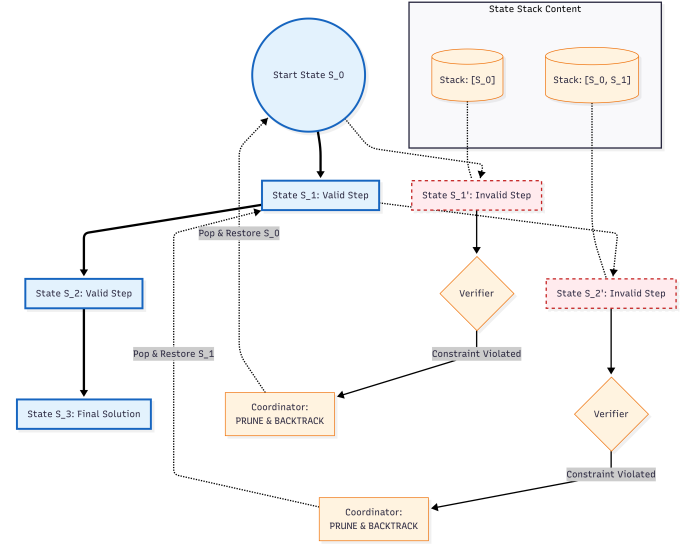 State Stack Content
Start State S_0
Stack: [S_0]
Stack: [S_0, S_1]
State S_1: Valid Step
State S_1': Invalid Step
Pop & Restore S_0
State S_2: Valid Step
Verifier
State S_2': Invalid Step
Pop & Restore S_1
Constraint Violated
State S_3: Final Solution
Coordinator:
PRUNE & BACKTRACK
Verifier
Constraint Violated
Coordinator:
PRUNE & BACKTRACK